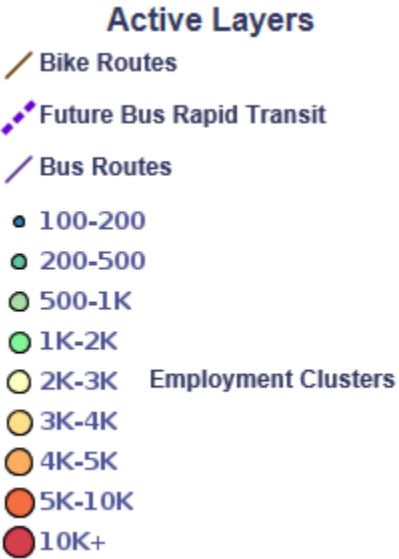 Active Layers
Bike Routes
Future Bus Rapid Transit
Bus Routes
100-200
200-500
500-1K
1K-2K
2K-3K Employment Clusters
3K-4K
4K-5K
5K-10K
10K+